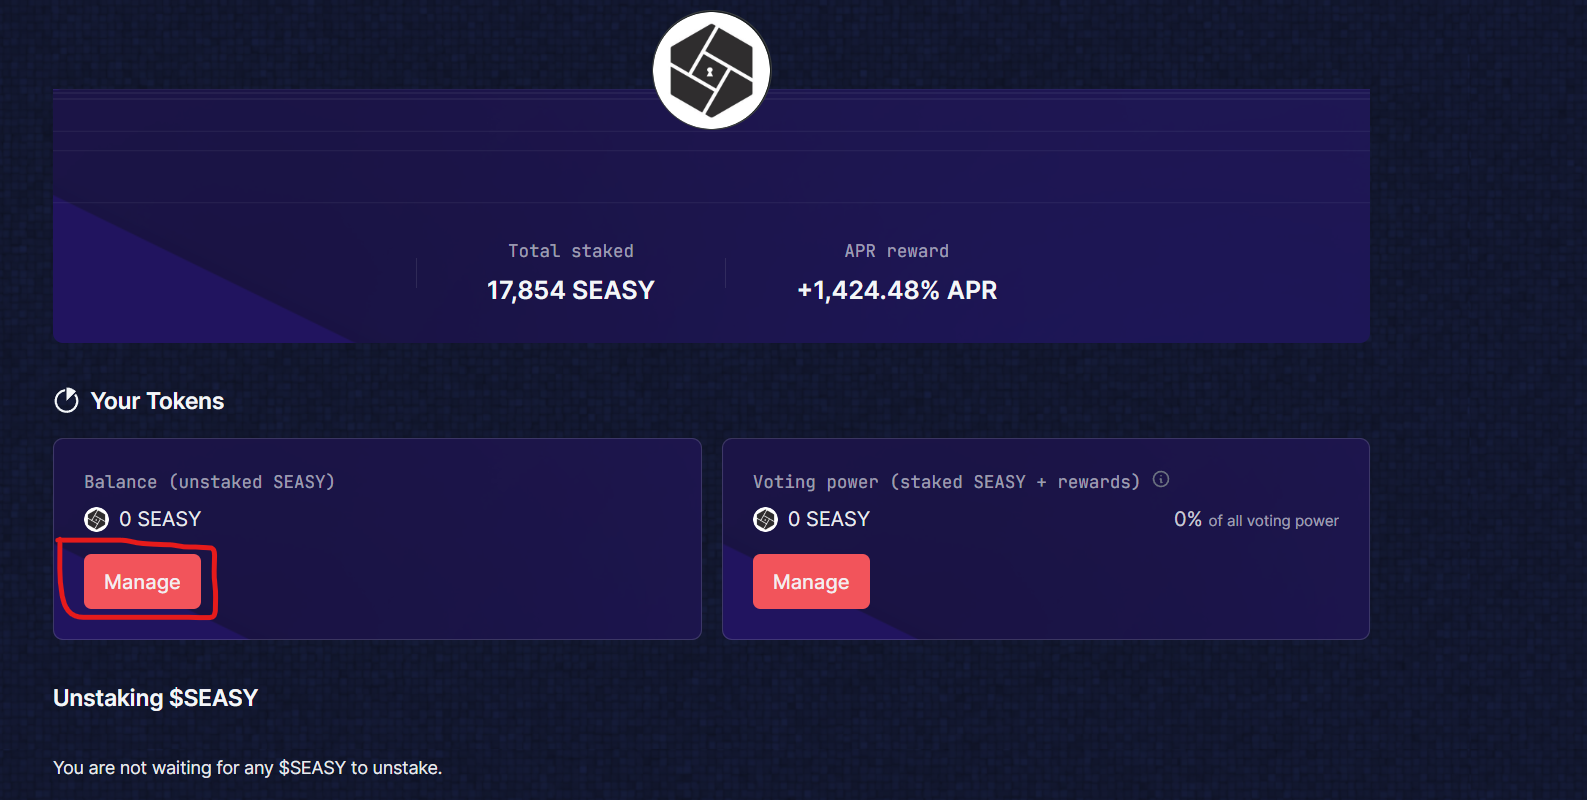 Total staked
17,854 SEASY
APR reward
+1,424.48% APR
Your Tokens
Balance (unstaked SEASY)
0 SEASY
Manage
Voting power (staked SEASY + rewards)
0 SEASY
0% of all voting power
Manage
Unstaking $SEASY
You are not waiting for any $SEASY to unstake.